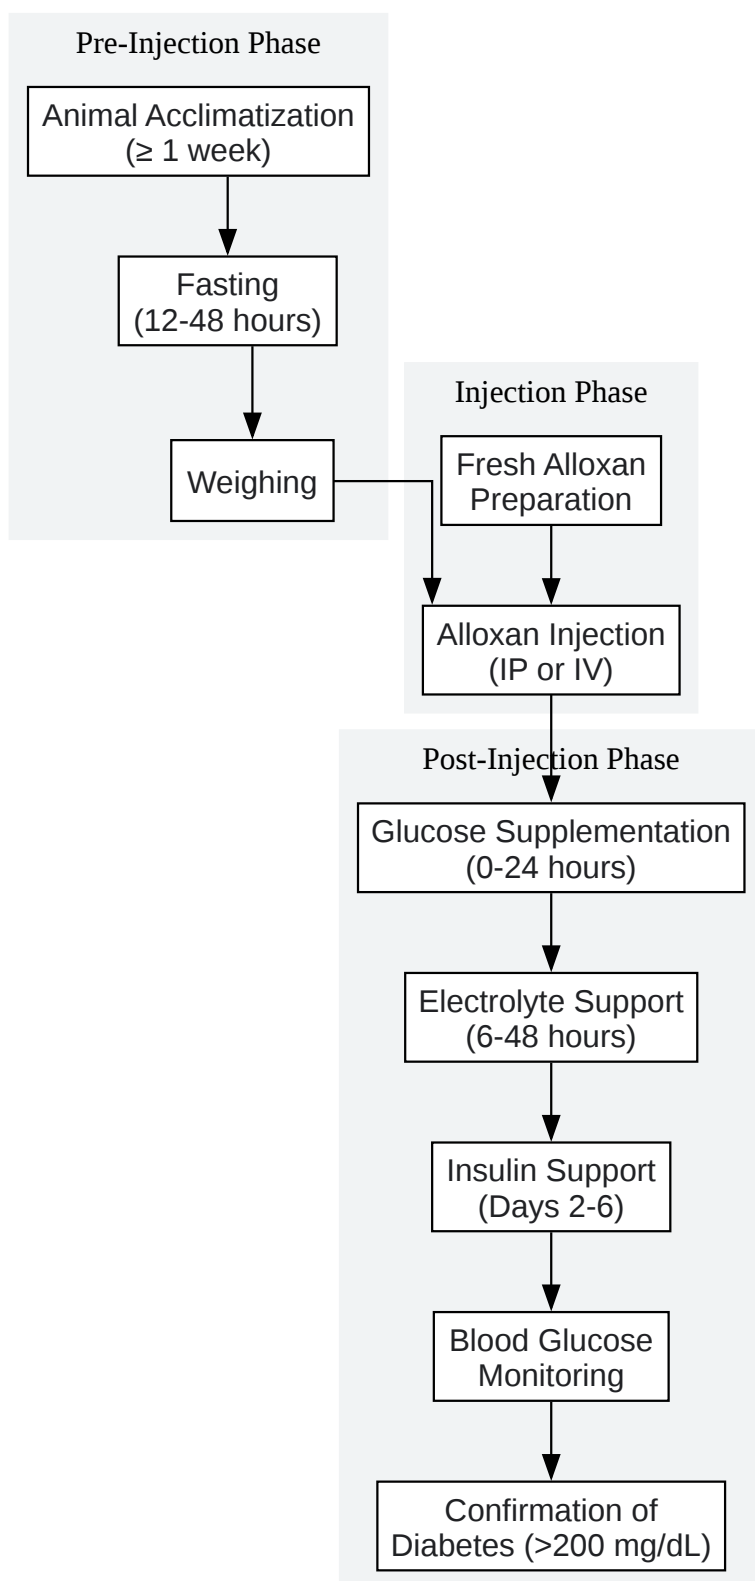 Pre-Injection Phase
Animal Acclimatization
(≥ 1 week)
Fasting
(12-48 hours)
Weighing
Injection Phase
Fresh Alloxan
Preparation
Alloxan Injection
(IP or IV)
Post-Injection Phase
Glucose Supplementation
(0-24 hours)
Electrolyte Support
(6-48 hours)
Insulin Support
(Days 2-6)
Blood Glucose
Monitoring
Confirmation of
Diabetes (>200 mg/dL)